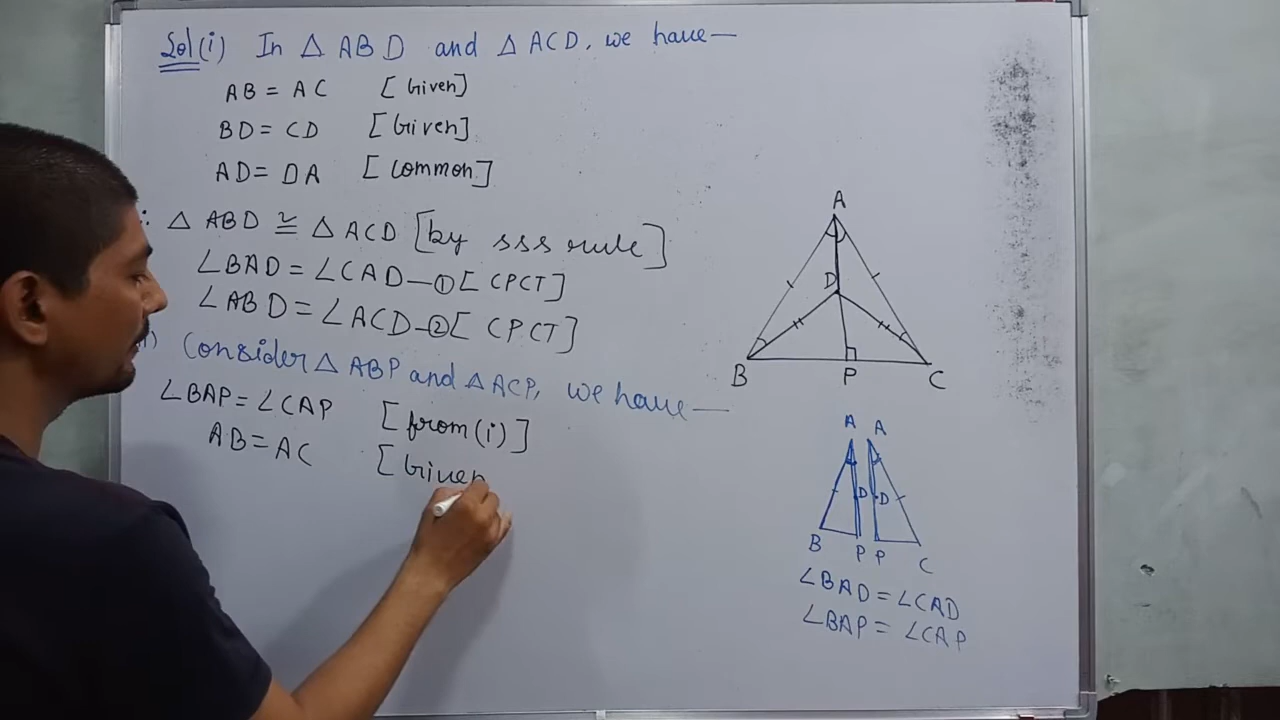 Sol (i) In △ ABD and △ ACD, we have—
AB = AC [Given]
BD = CD [Given]
AD = DA [Common]
∴ △ ABD ≅ △ ACD [by SSS rule]
∠BAD = ∠CAD—① [CPCT]
∠ABD = ∠ACD—② [CPCT]
) Consider △ ABP and △ ACP, we have—
∠BAP = ∠CAP [from (i)]
AB = AC [Given
A
D
B P C
A A
D D
B P P C
∠BAD = ∠CAD
∠BAP = ∠CAP